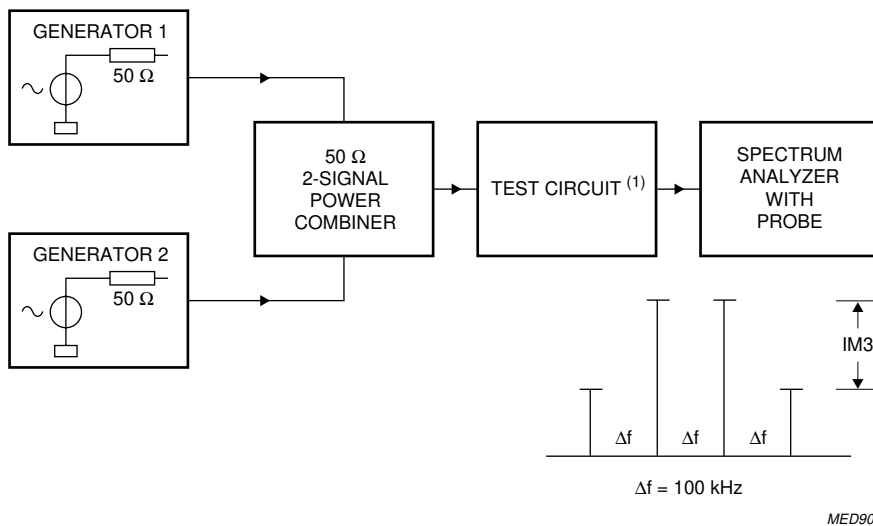 GENERATOR 1
50 Ω
GENERATOR 2
50 Ω
50 Ω
2-SIGNAL
POWER
COMBINER
TEST CIRCUIT (1)
SPECTRUM
ANALYZER
WITH
PROBE
IM3
Δf Δf Δf
Δf = 100 kHz